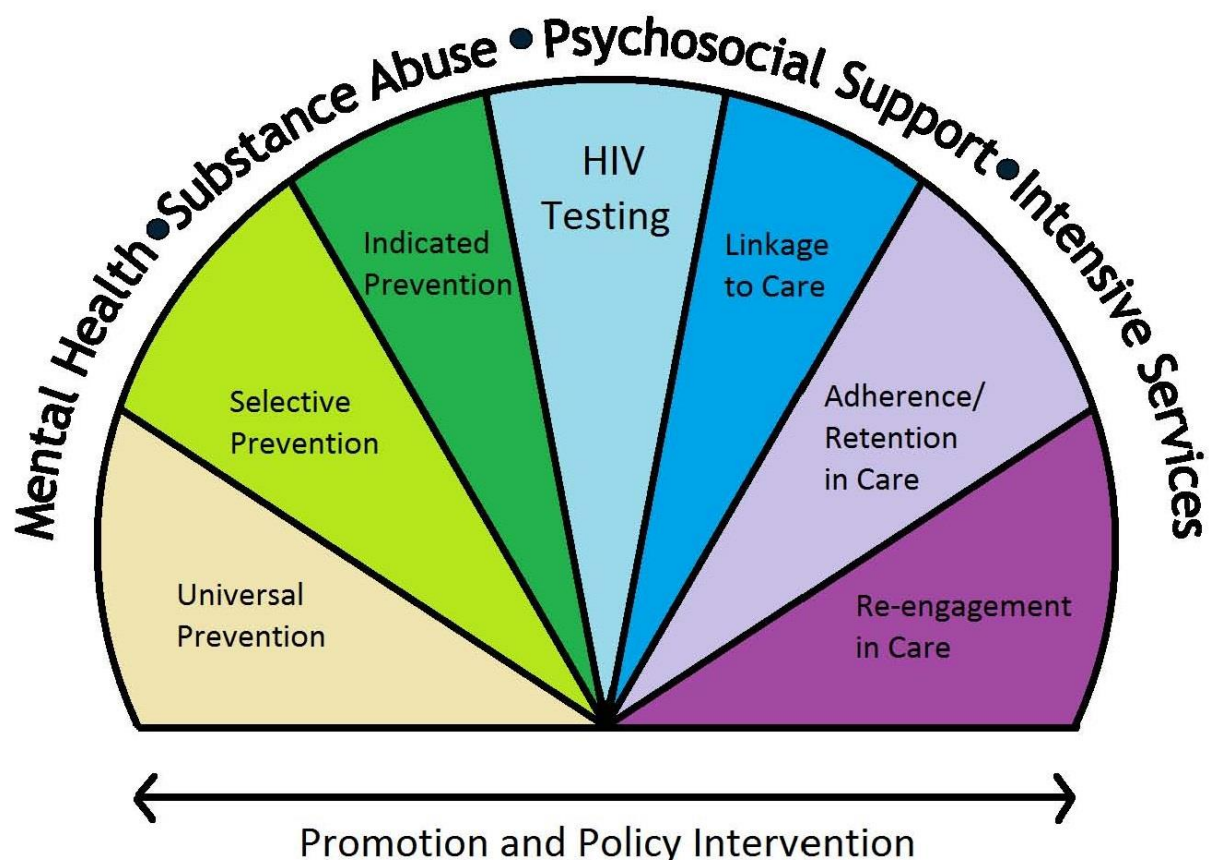 Mental Health • Substance Abuse • Psychosocial Support • Intensive Services
Universal
Prevention
Selective
Prevention
Indicated
Prevention
HIV
Testing
Linkage
to Care
Adherence/
Retention
in Care
Re-engagement
in Care
Promotion and Policy Intervention